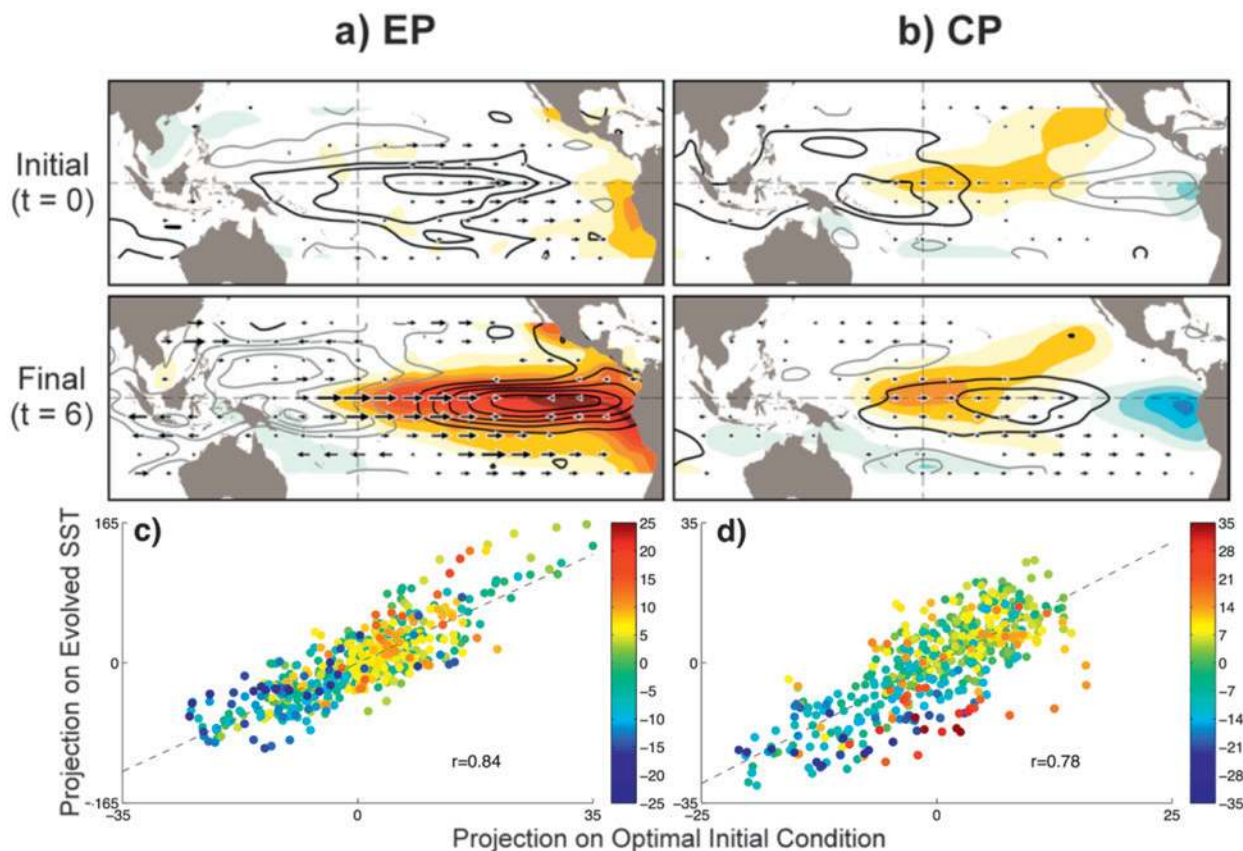 a) EP
b) CP
Initial
(t = 0)
Final
(t = 6)
Projection on Evolved SST
165
0
-165
c)
r=0.84
-35
0
35
25
20
15
10
5
0
-5
-10
-15
-20
-25
35
-35
d)
r=0.78
-25
0
25
35
28
21
14
7
0
-7
-14
-21
-28
-35
Projection on Optimal Initial Condition